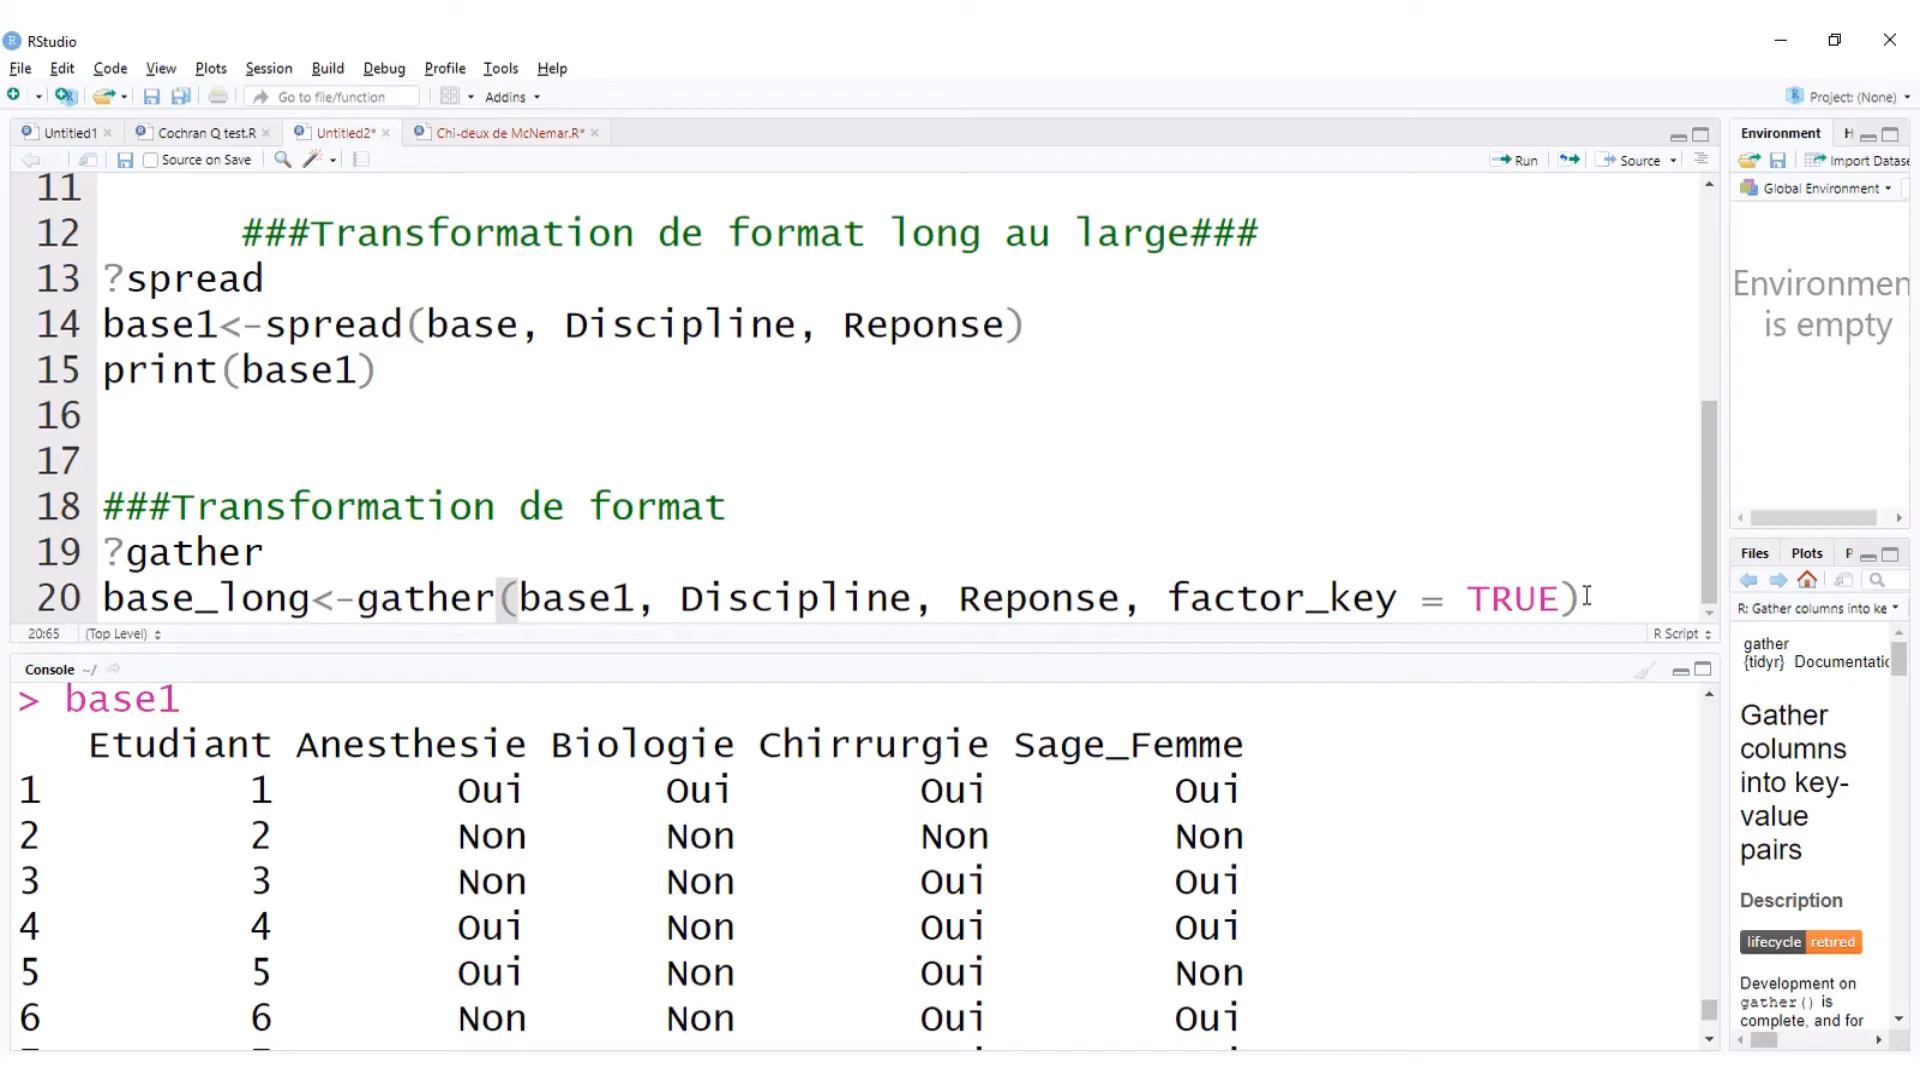 RStudio
File Edit Code View Plots Session Build Debug Profile Tools Help
Go to file/function Addins Project: (None)
Untitled1 Cochran Q test.R Untitled2* Chi-deux de McNemar.R*
Source on Save Run Source
11
12 ###Transformation de format long au large###
13 ?spread
14 base1<-spread(base, Discipline, Reponse)
15 print(base1)
16
17
18 ###Transformation de format
19 ?gather
20 base_long<-gather(base1, Discipline, Reponse, factor_key = TRUE)
20:65 (Top Level) R Script
Console ~/
> base1
Etudiant Anesthesie Biologie Chirrurgie Sage_Femme
1 1 Oui Oui Oui Oui
2 2 Non Non Non Non
3 3 Non Non Oui Oui
4 4 Oui Non Oui Oui
5 5 Oui Non Oui Non
6 6 Non Non Oui Oui
Environment H
Import Datase
Global Environment
Environmen
is empty
Files Plots P
R: Gather columns into ke
gather
{tidyr} Documentatic
Gather
columns
into key-
value
pairs
Description
lifecycle retired
Development on
gather() is
complete, and for